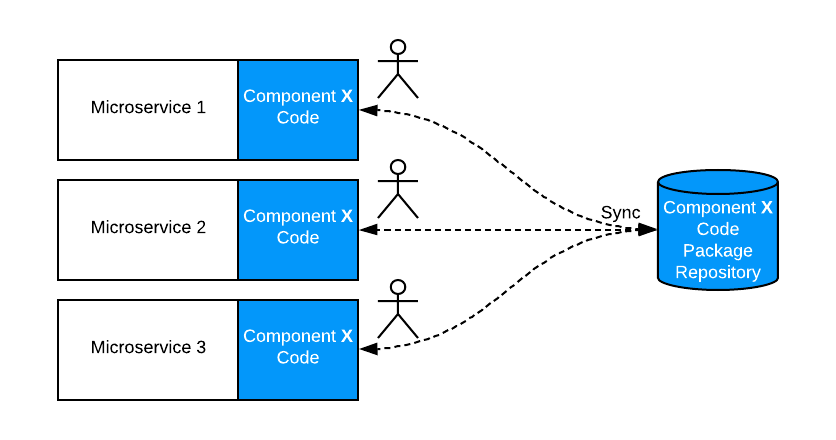 Microservice 1
Component X
Code
Microservice 2
Component X
Code
Microservice 3
Component X
Code
Sync
Component X
Code
Package
Repository